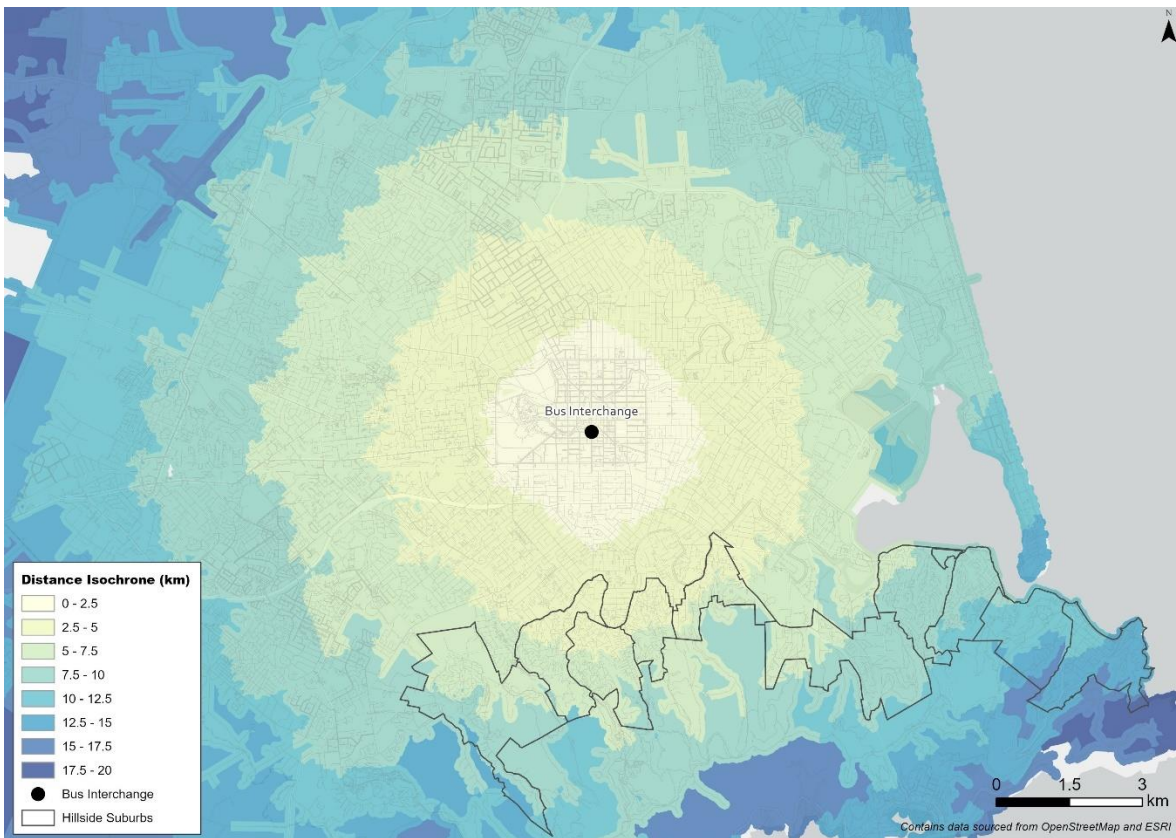 N
Bus Interchange
Distance Isochrone (km)
0 - 2.5
2.5 - 5
5 - 7.5
7.5 - 10
10 - 12.5
12.5 - 15
15 - 17.5
17.5 - 20
Bus Interchange
Hillside Suburbs
0 1.5 3
km
Contains data sourced from OpenStreetMap and ESRI